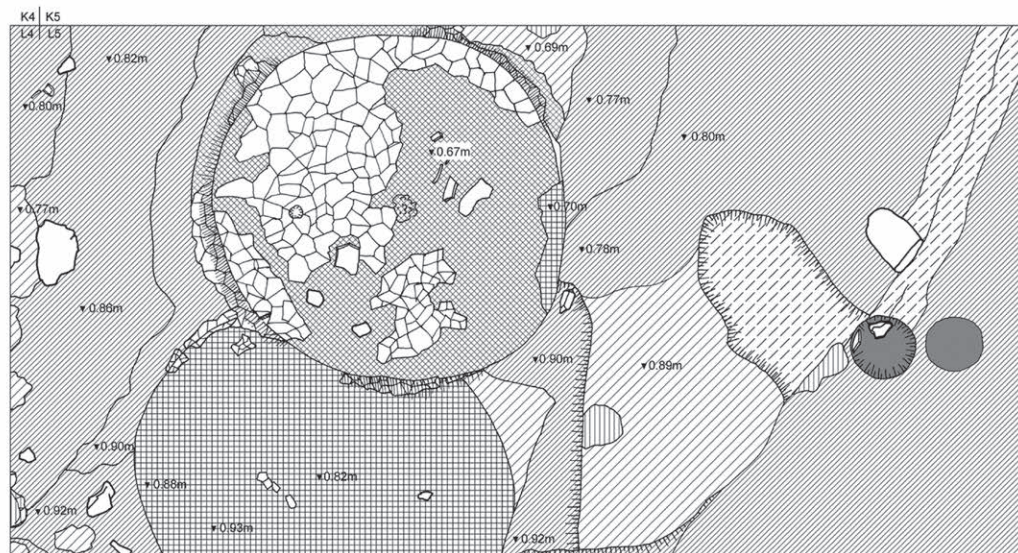 K4 K5
L4 L5
▼0.82m
▼0.69m
▼0.80m
▼0.77m
▼0.80m
▼0.67m
▼0.77m
▼0.70m
▼0.78m
▼0.86m
▼0.90m
▼0.89m
▼0.90m
▼0.88m
▼0.82m
▼0.92m
▼0.93m
▼0.92m